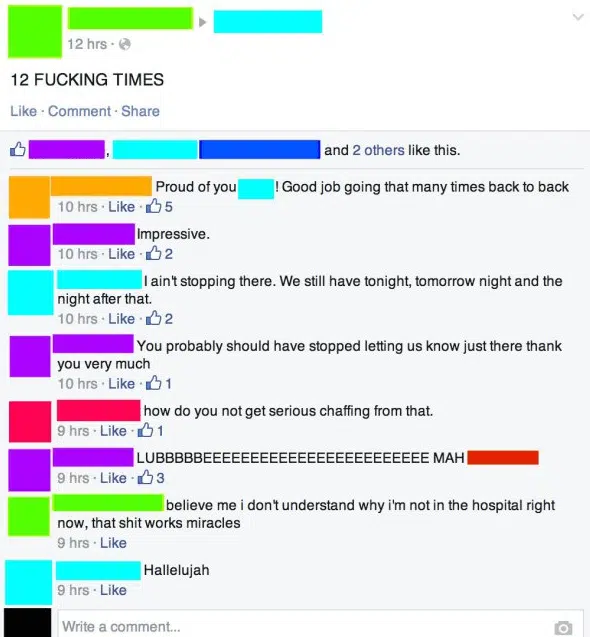 12 hrs ·
12 FUCKING TIMES
Like · Comment · Share
, and 2 others like this.
Proud of you ! Good job going that many times back to back
10 hrs · Like · 5
Impressive.
10 hrs · Like · 2
I ain't stopping there. We still have tonight, tomorrow night and the
night after that.
10 hrs · Like · 2
You probably should have stopped letting us know just there thank
you very much
10 hrs · Like · 1
how do you not get serious chaffing from that.
9 hrs · Like · 1
LUBBBBBEEEEEEEEEEEEEEEEEEEEEEEE MAH
9 hrs · Like · 3
believe me i don't understand why i'm not in the hospital right
now, that shit works miracles
9 hrs · Like
Hallelujah
9 hrs · Like
Write a comment...